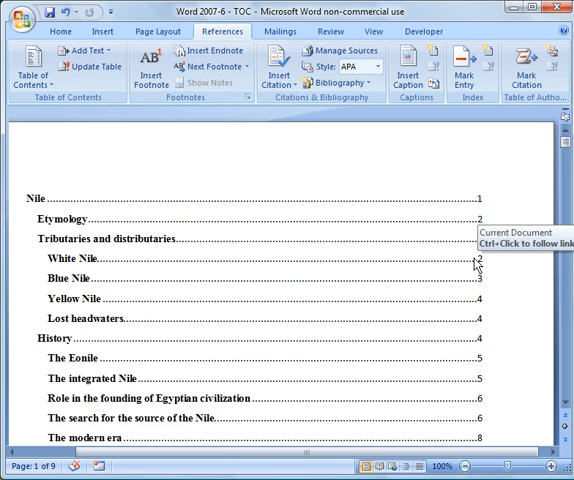 Word 2007-6 - TOC - Microsoft Word non-commercial use
Home Insert Page Layout References Mailings Review View Developer
Table of Contents
Add Text
Update Table
Table of Contents
AB¹ Insert Footnote
Insert Endnote
AB Next Footnote
Show Notes
Footnotes
Insert Citation
Manage Sources
Style: APA
Bibliography
Citations & Bibliography
Insert Caption
Captions
Mark Entry
Index
Mark Citation
Table of Autho...
Nile 1
Etymology 2
Tributaries and distributaries
Current Document
Ctrl+Click to follow link
White Nile 2
Blue Nile 3
Yellow Nile 4
Lost headwaters 4
History 4
The Eonile 5
The integrated Nile 5
Role in the founding of Egyptian civilization 6
The search for the source of the Nile 6
The modern era 8
Page: 1 of 9 100%